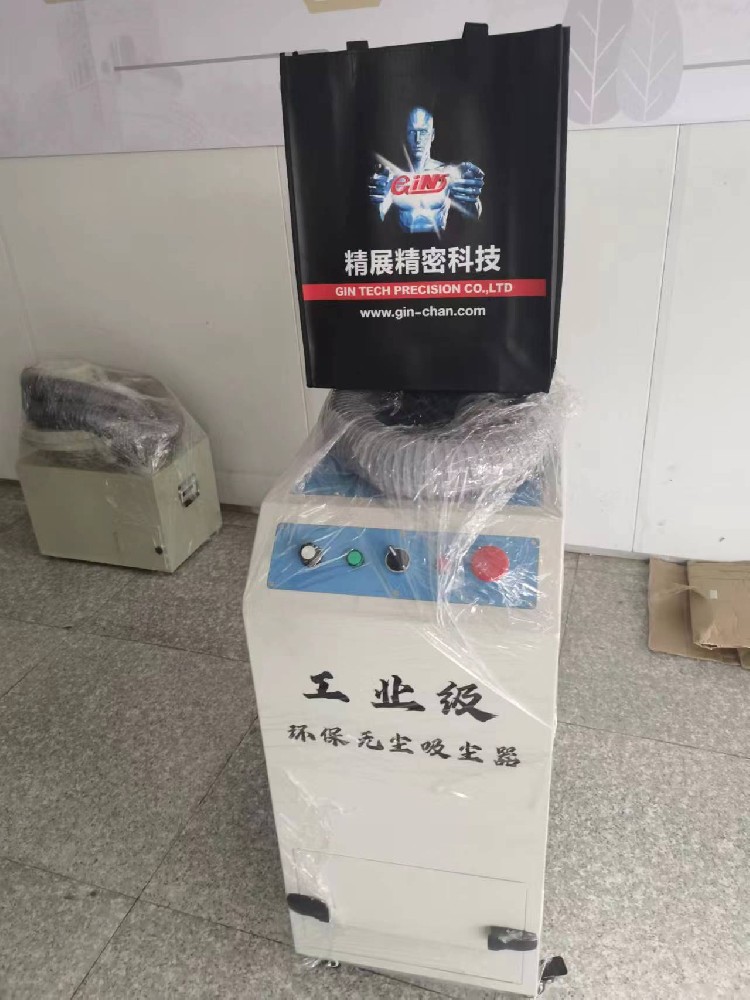 GINS
精展精密科技
GIN TECH PRECISION CO.,LTD
www.gin-chan.com
工业级
环保无尘吸尘器